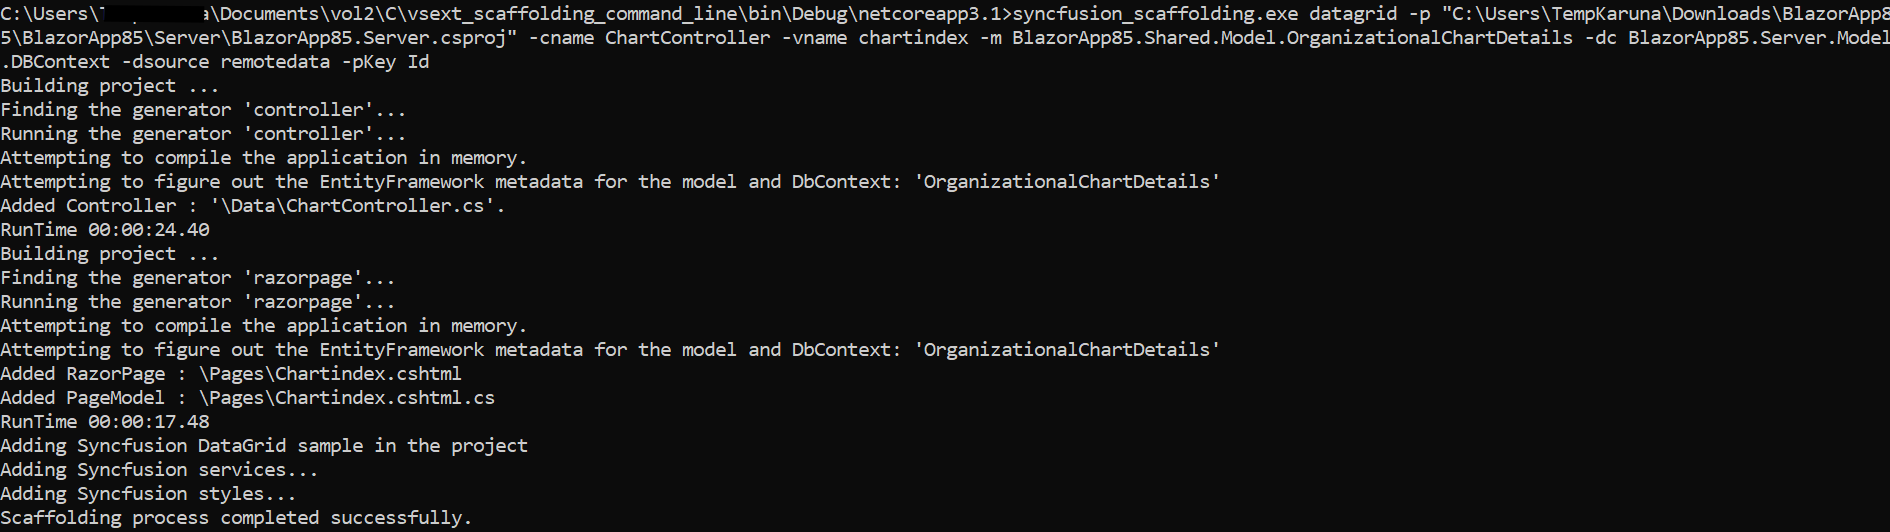 C:\Users\ a\Documents\vol2\C\vsext_scaffolding_command_line\bin\Debug\netcoreapp3.1>syncfusion_scaffolding.exe datagrid -p "C:\Users\TempKaruna\Downloads\BlazorApp8
5\BlazorApp85\Server\BlazorApp85.Server.csproj" -cname ChartController -vname chartindex -m BlazorApp85.Shared.Model.OrganizationalChartDetails -dc BlazorApp85.Server.Model
.DBContext -dsource remotedata -pKey Id
Building project ...
Finding the generator 'controller'...
Running the generator 'controller'...
Attempting to compile the application in memory.
Attempting to figure out the EntityFramework metadata for the model and DbContext: 'OrganizationalChartDetails'
Added Controller : '\Data\ChartController.cs'.
RunTime 00:00:24.40
Building project ...
Finding the generator 'razorpage'...
Running the generator 'razorpage'...
Attempting to compile the application in memory.
Attempting to figure out the EntityFramework metadata for the model and DbContext: 'OrganizationalChartDetails'
Added RazorPage : \Pages\Chartindex.cshtml
Added PageModel : \Pages\Chartindex.cshtml.cs
RunTime 00:00:17.48
Adding Syncfusion DataGrid sample in the project
Adding Syncfusion services...
Adding Syncfusion styles...
Scaffolding process completed successfully.